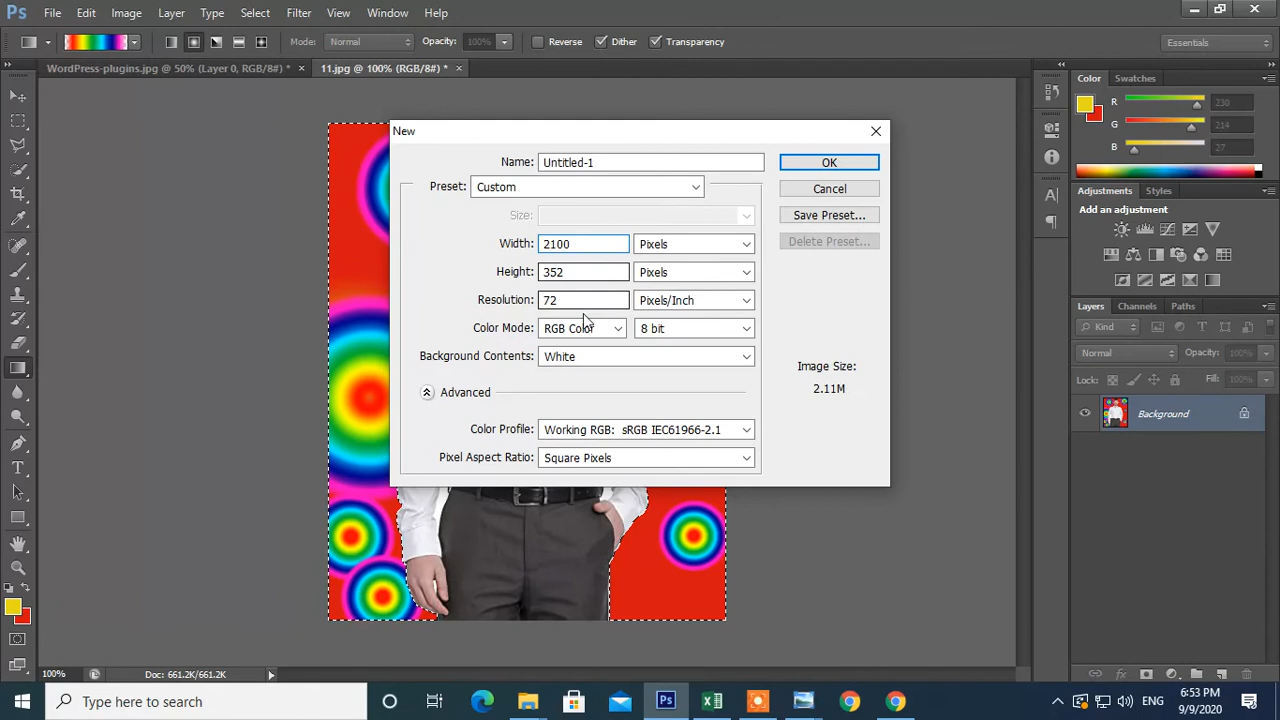 Ps File Edit Image Layer Type Select Filter View Window Help
Mode: Normal Opacity: 100% Reverse Dither Transparency Essentials
WordPress-plugins.jpg @ 50% (Layer 0, RGB/8#) * × 11.jpg @ 100% (RGB/8#) * ×
Color Swatches
R 230
G 214
B 27
Adjustments Styles
Add an adjustment
Layers Channels Paths
Kind
Normal Opacity: 100%
Lock: Fill: 100%
Background
New
Name: Untitled-1 OK
Preset: Custom Cancel
Size: Save Preset...
Width: 2100 Pixels Delete Preset...
Height: 352 Pixels
Resolution: 72 Pixels/Inch
Color Mode: RGB Color 8 bit
Background Contents: White
Image Size:
2.11M
Advanced
Color Profile: Working RGB: sRGB IEC61966-2.1
Pixel Aspect Ratio: Square Pixels
100% Doc: 661.2K/661.2K
Type here to search
Ps
ENG
6:53 PM
9/9/2020